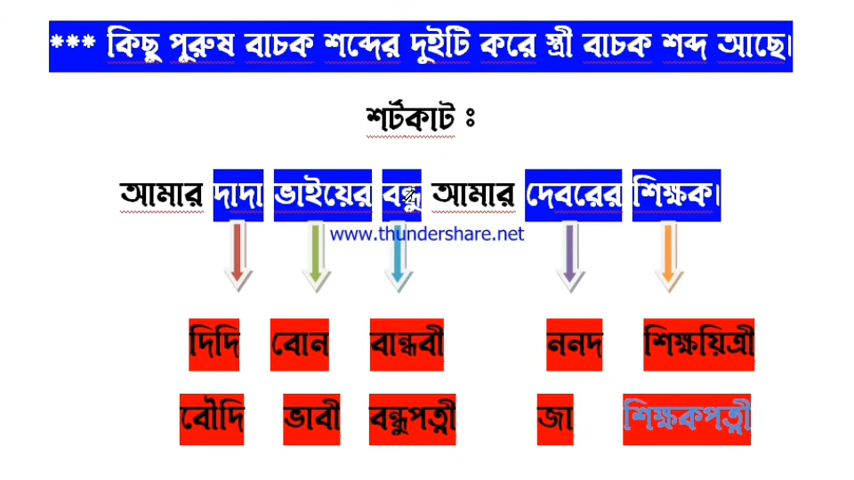 *** কিছু পুরুষ বাচক শব্দের দুইটি করে স্ত্রী বাচক শব্দ আছে।
শর্টকাট ঃ
আমার দাদা ভাইয়ের বন্ধু আমার দেবরের শিক্ষক।
www.thundershare.net
দিদি বোন বান্ধবী ননদ শিক্ষয়িত্রী
বৌদি ভাবী বন্ধুপত্নী জা শিক্ষকপত্নী